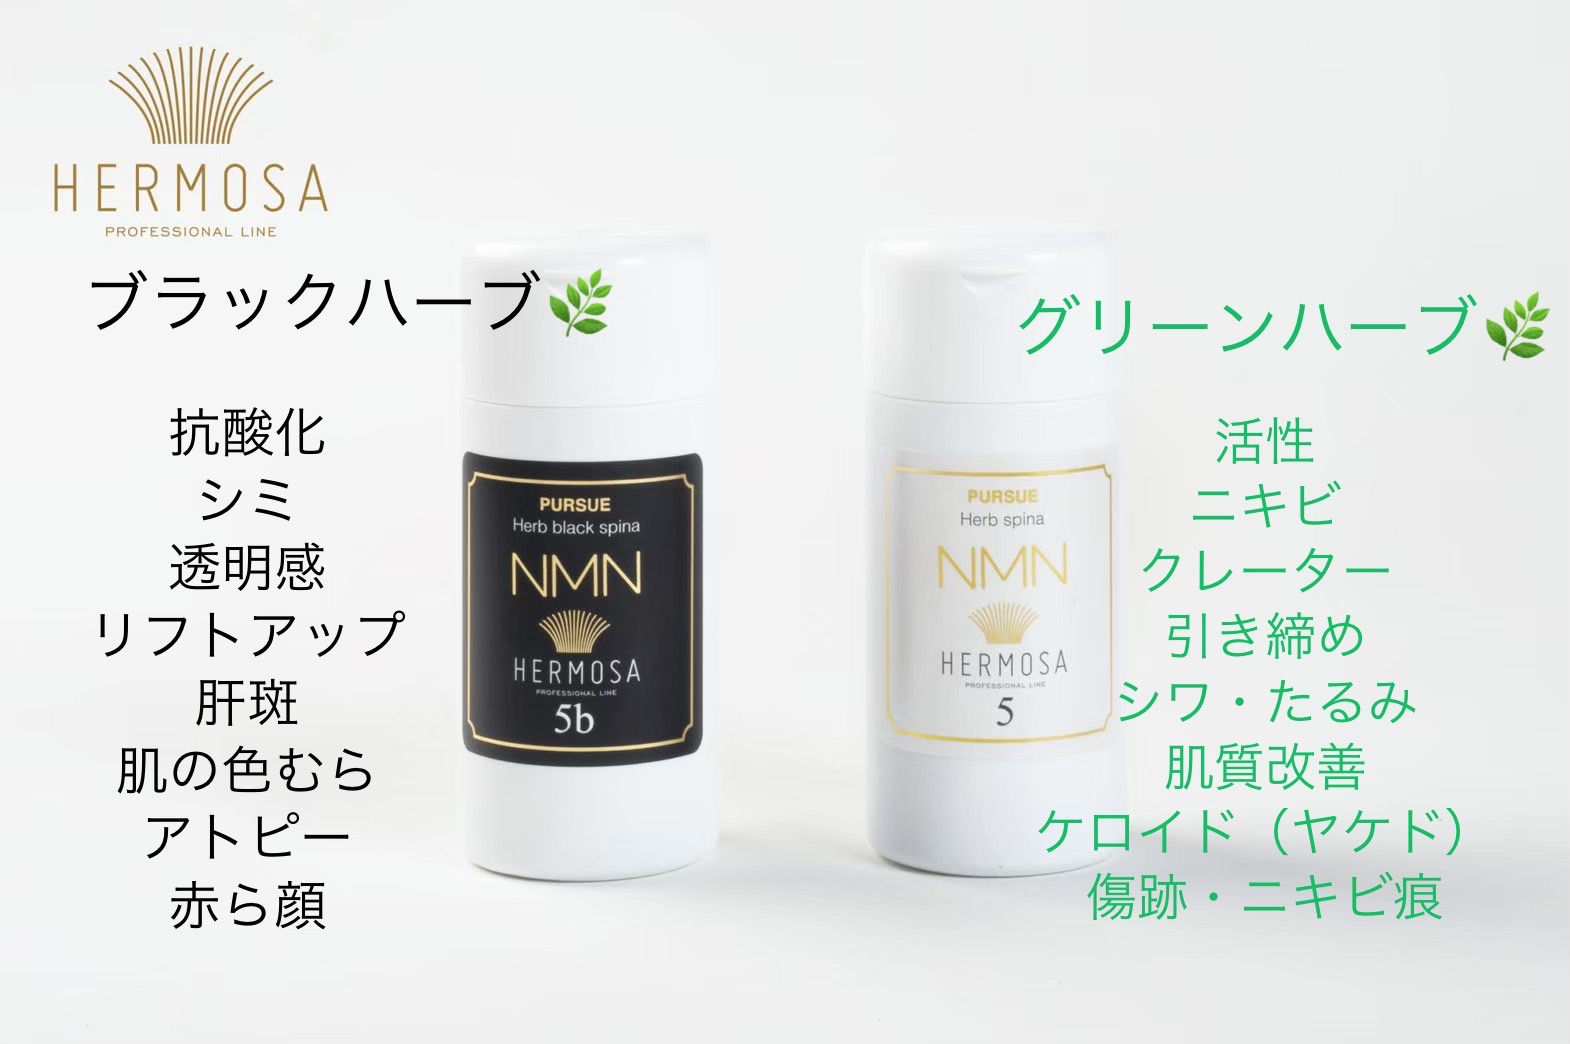 HERMOSA
PROFESSIONAL LINE
ブラックハーブ🌿
抗酸化
シミ
透明感
リフトアップ
肝斑
肌の色むら
アトピー
赤ら顔
PURSUE
Herb black spina
NMN
HERMOSA
PROFESSIONAL LINE
5b
PURSUE
Herb spina
NMN
HERMOSA
PROFESSIONAL LINE
5
グリーンハーブ🌿
活性
ニキビ
クレーター
引き締め
シワ・たるみ
肌質改善
ケロイド（ヤケド）
傷跡・ニキビ痕